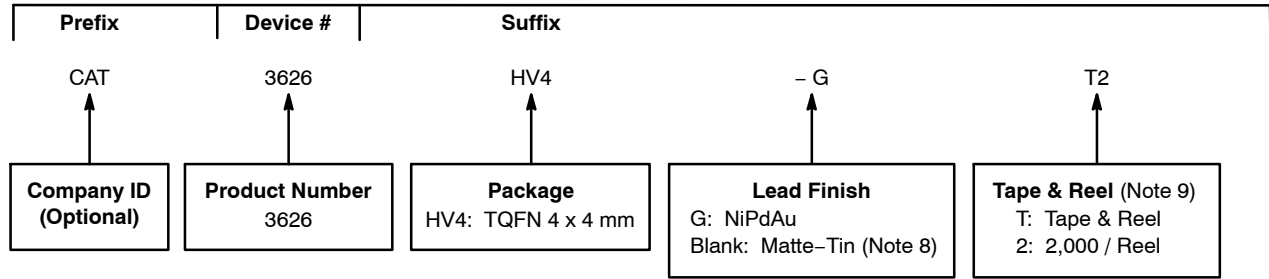 Prefix Device # Suffix
CAT 3626 HV4 – G T2
Company ID
(Optional)
Product Number
3626
Package
HV4: TQFN 4 x 4 mm
Lead Finish
G: NiPdAu
Blank: Matte−Tin (Note 8)
Tape & Reel (Note 9)
T: Tape & Reel
2: 2,000 / Reel